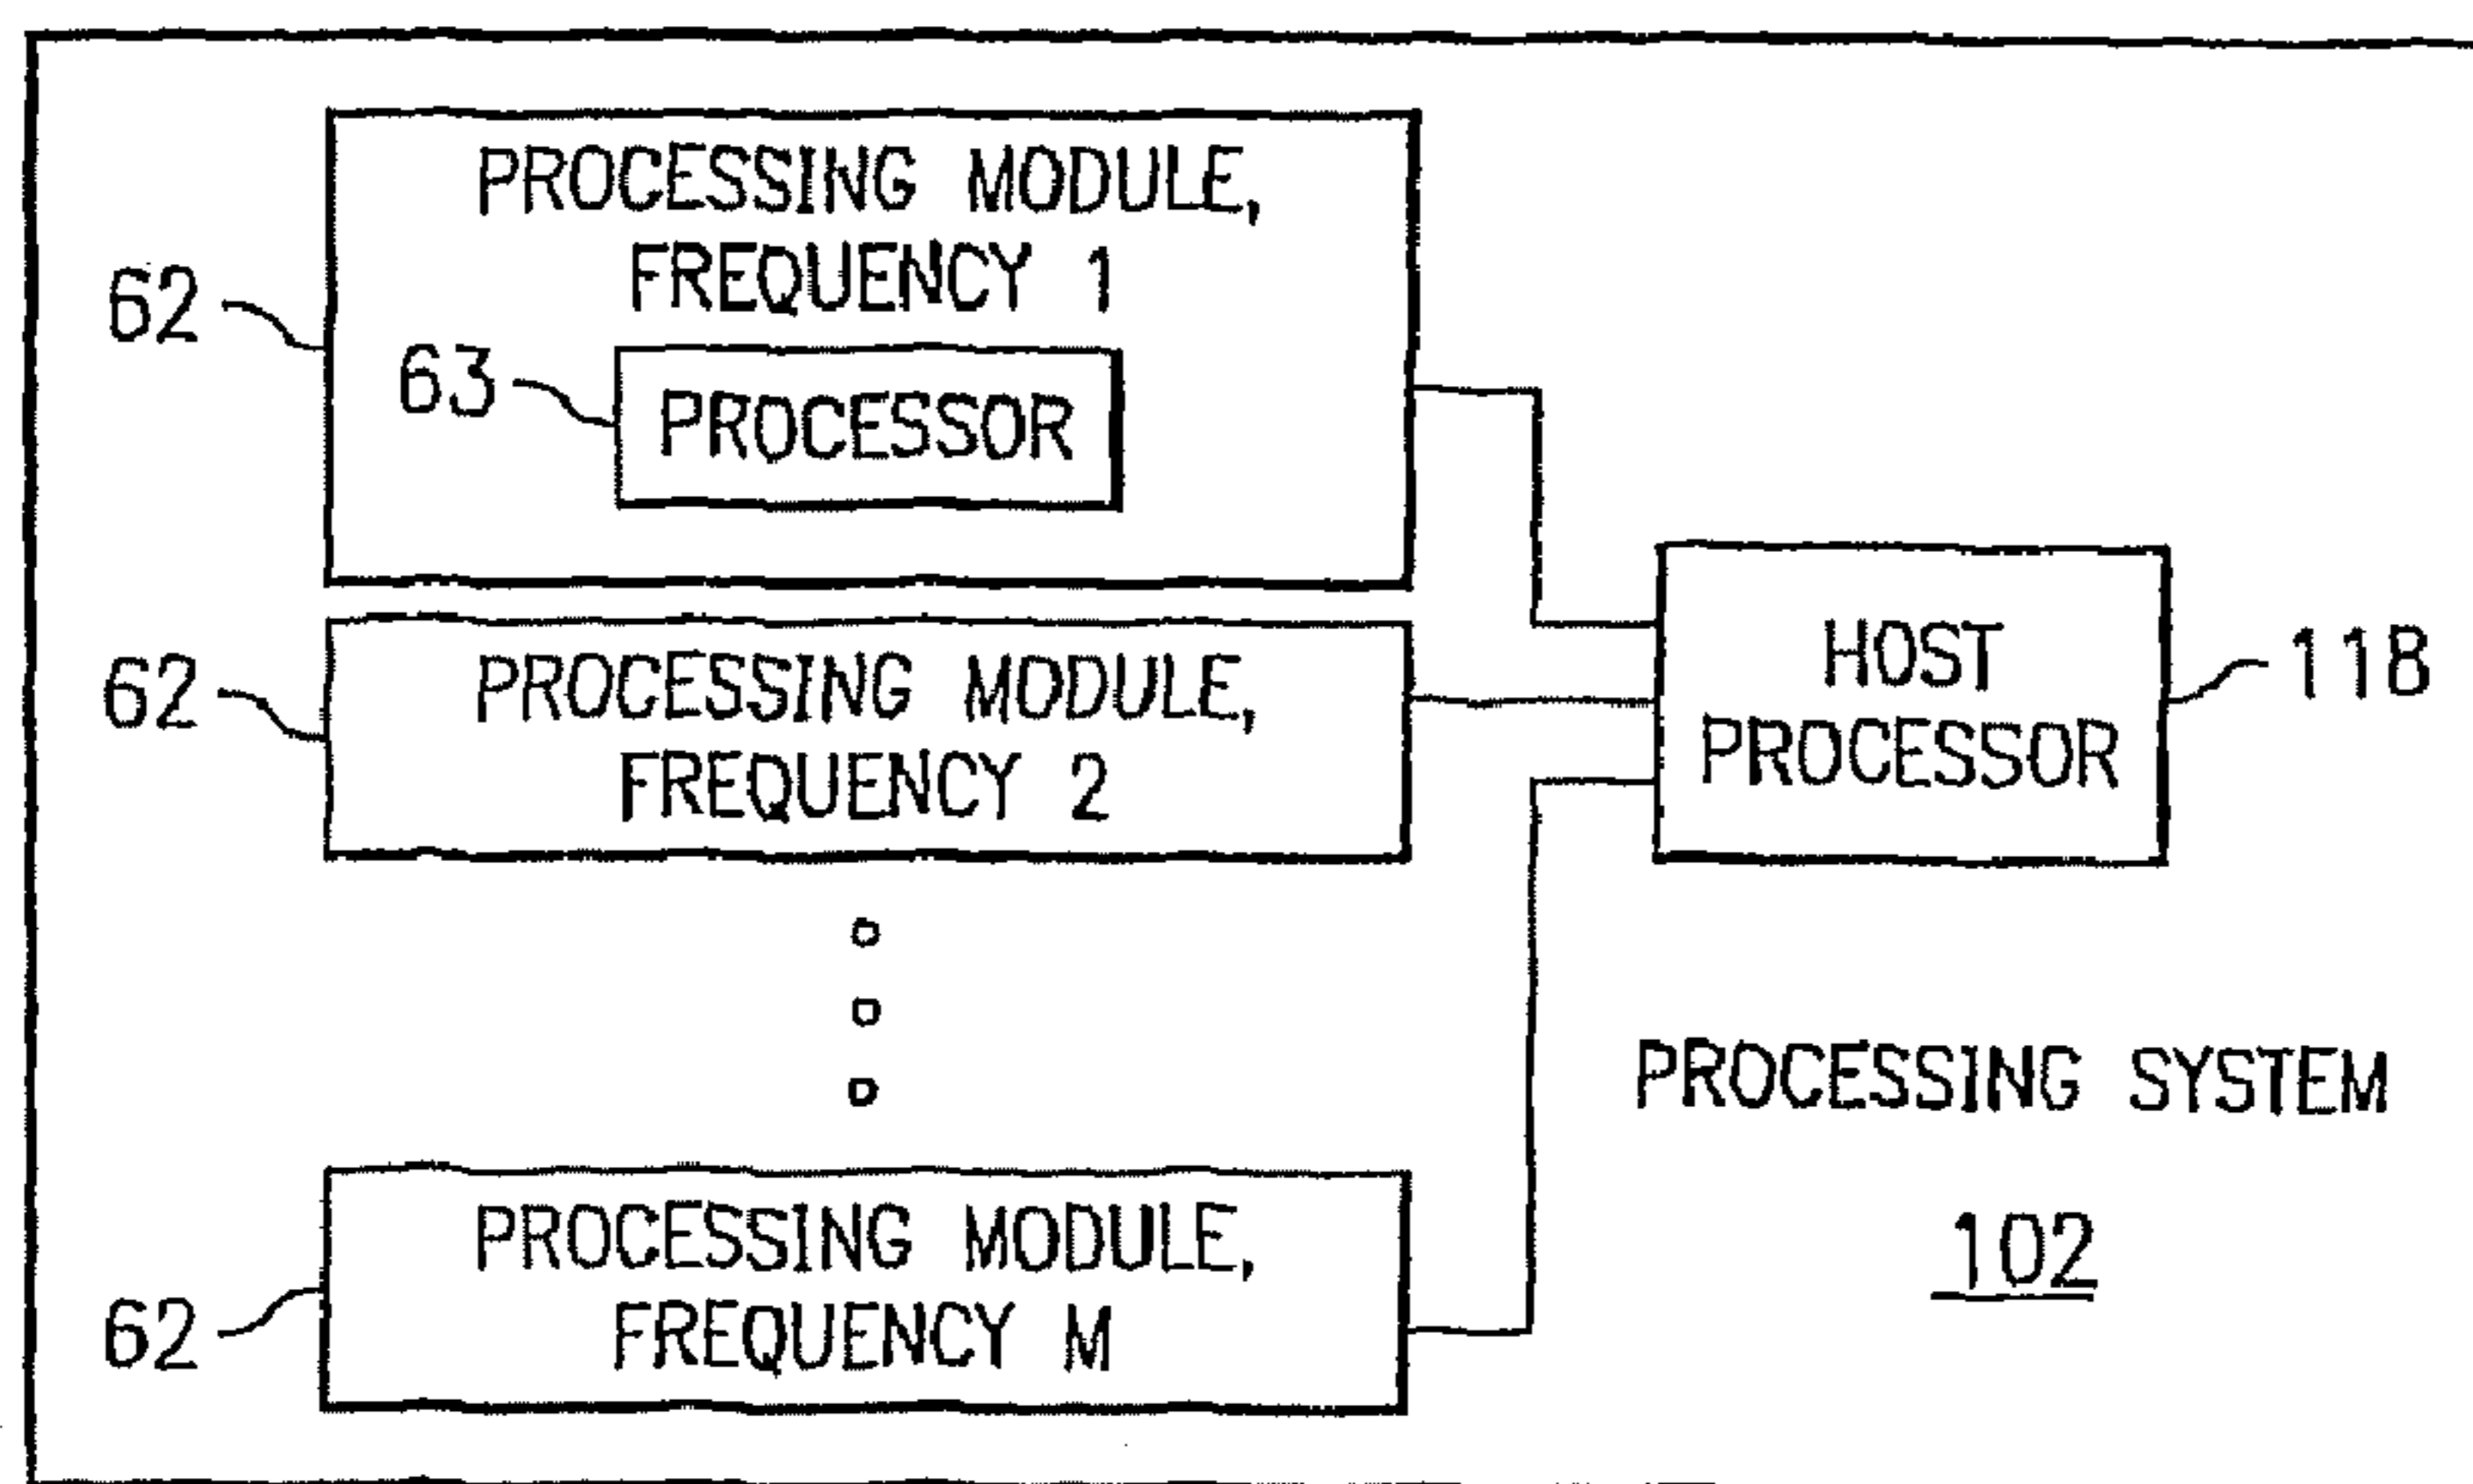 PROCESSING MODULE,
FREQUENCY 1
62
63
PROCESSOR
62
PROCESSING MODULE,
FREQUENCY 2
HOST
PROCESSOR
118
PROCESSING SYSTEM
102
PROCESSING MODULE,
FREQUENCY M
62